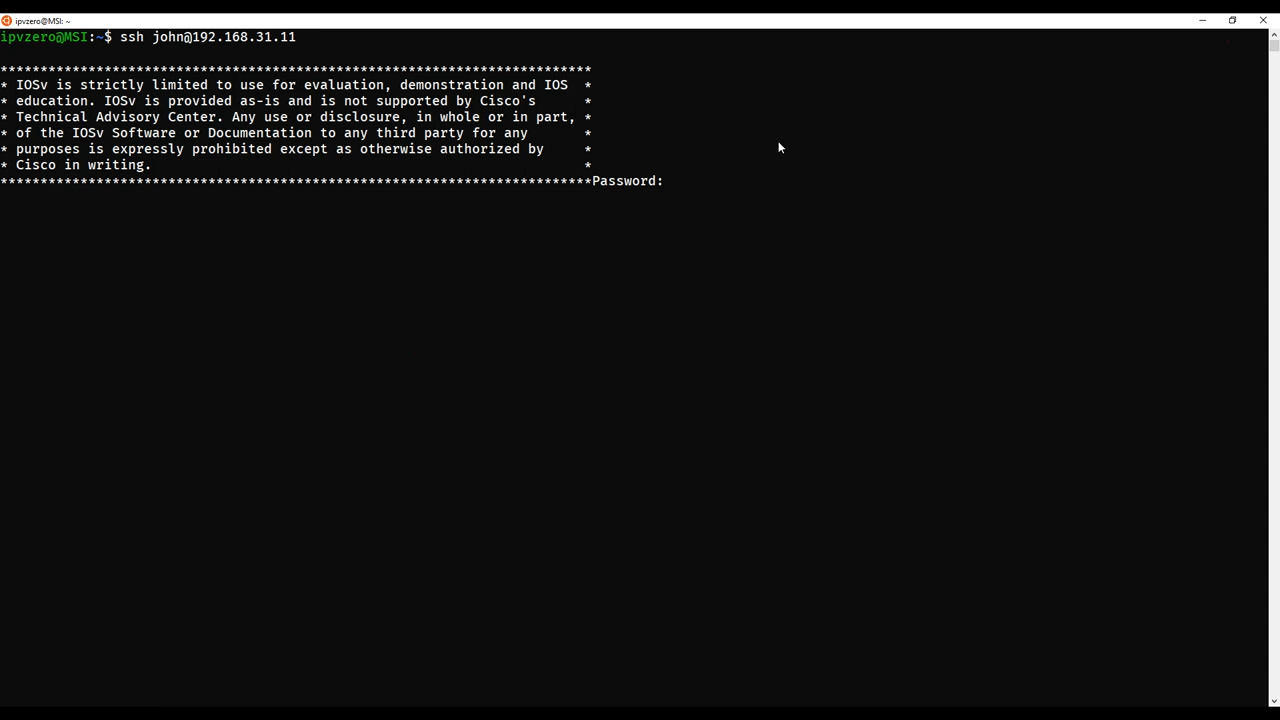 ipvzero@MSI: ~
ipvzero@MSI:~$ ssh john@192.168.31.11
**************************************************************************
* IOSv is strictly limited to use for evaluation, demonstration and IOS  *
* education. IOSv is provided as-is and is not supported by Cisco's      *
* Technical Advisory Center. Any use or disclosure, in whole or in part, *
* of the IOSv Software or Documentation to any third party for any       *
* purposes is expressly prohibited except as otherwise authorized by     *
* Cisco in writing.                                                      *
**************************************************************************Password: